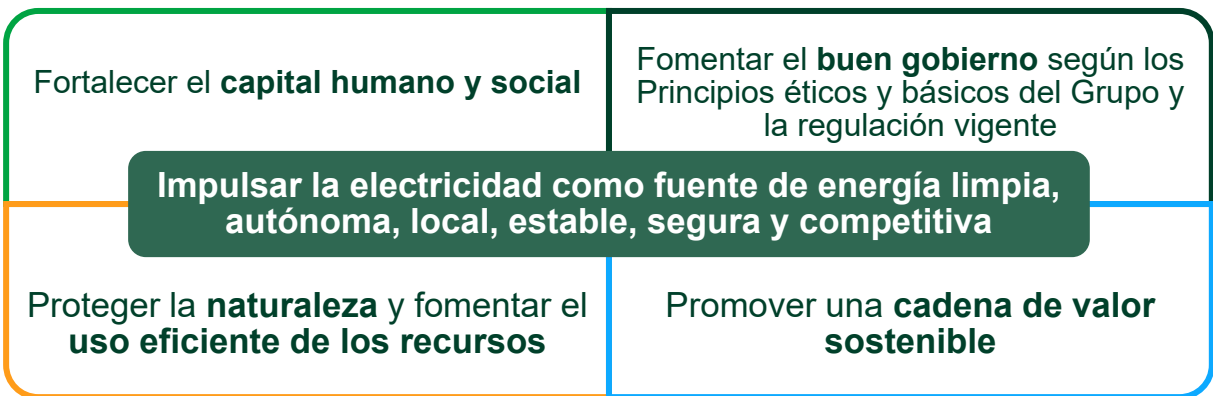 Fortalecer el capital humano y social
Fomentar el buen gobierno según los
Principios éticos y básicos del Grupo y
la regulación vigente
Impulsar la electricidad como fuente de energía limpia,
autónoma, local, estable, segura y competitiva
Proteger la naturaleza y fomentar el
uso eficiente de los recursos
Promover una cadena de valor
sostenible